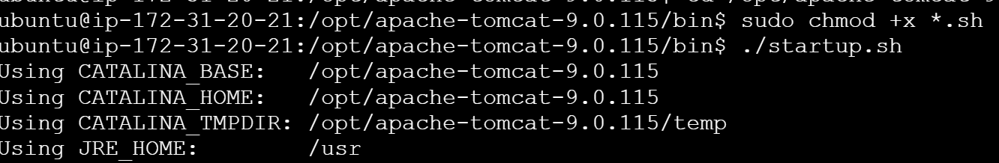 ubuntu@ip-172-31-20-21:/opt/apache-tomcat-9.0.115/bin$ sudo chmod +x *.sh
ubuntu@ip-172-31-20-21:/opt/apache-tomcat-9.0.115/bin$ ./startup.sh
Using CATALINA_BASE:   /opt/apache-tomcat-9.0.115
Using CATALINA_HOME:   /opt/apache-tomcat-9.0.115
Using CATALINA_TMPDIR: /opt/apache-tomcat-9.0.115/temp
Using JRE_HOME:        /usr